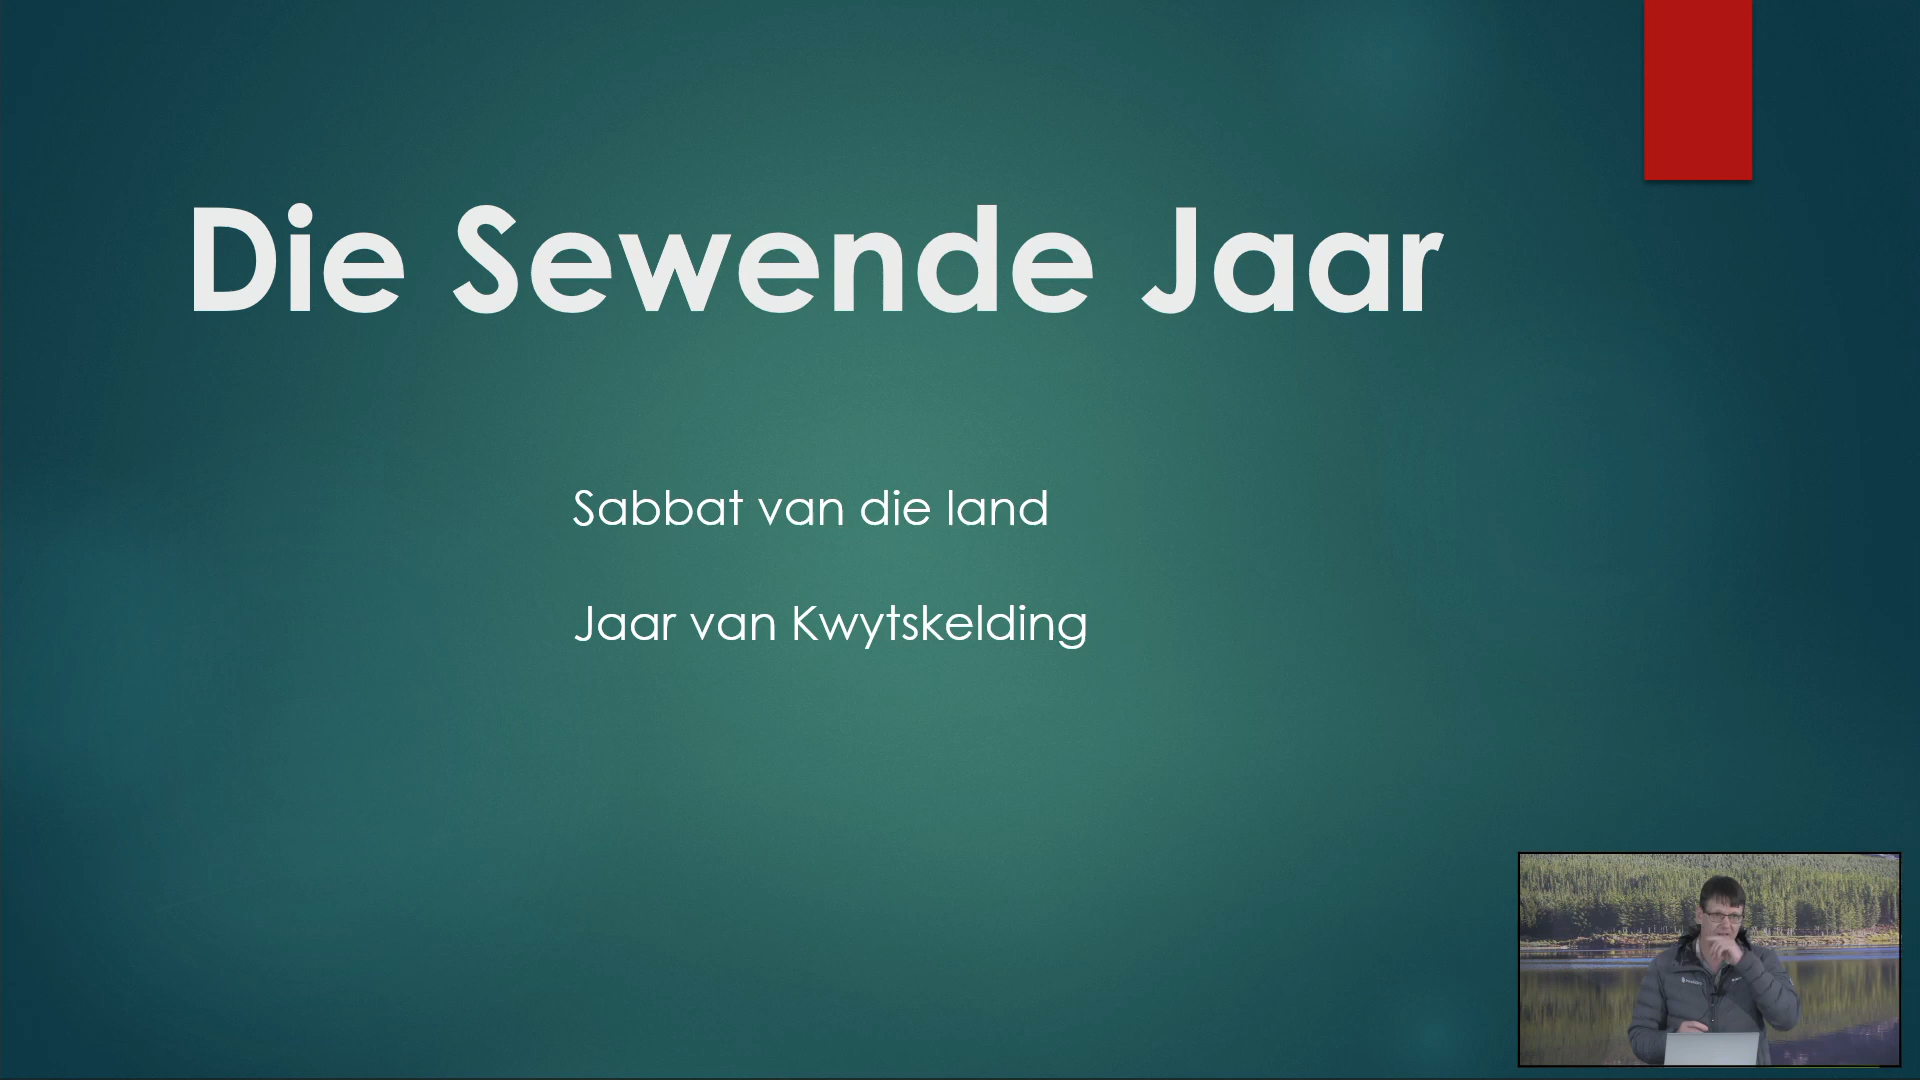 Die Sewende Jaar
Sabbat van die land
Jaar van Kwytskelding